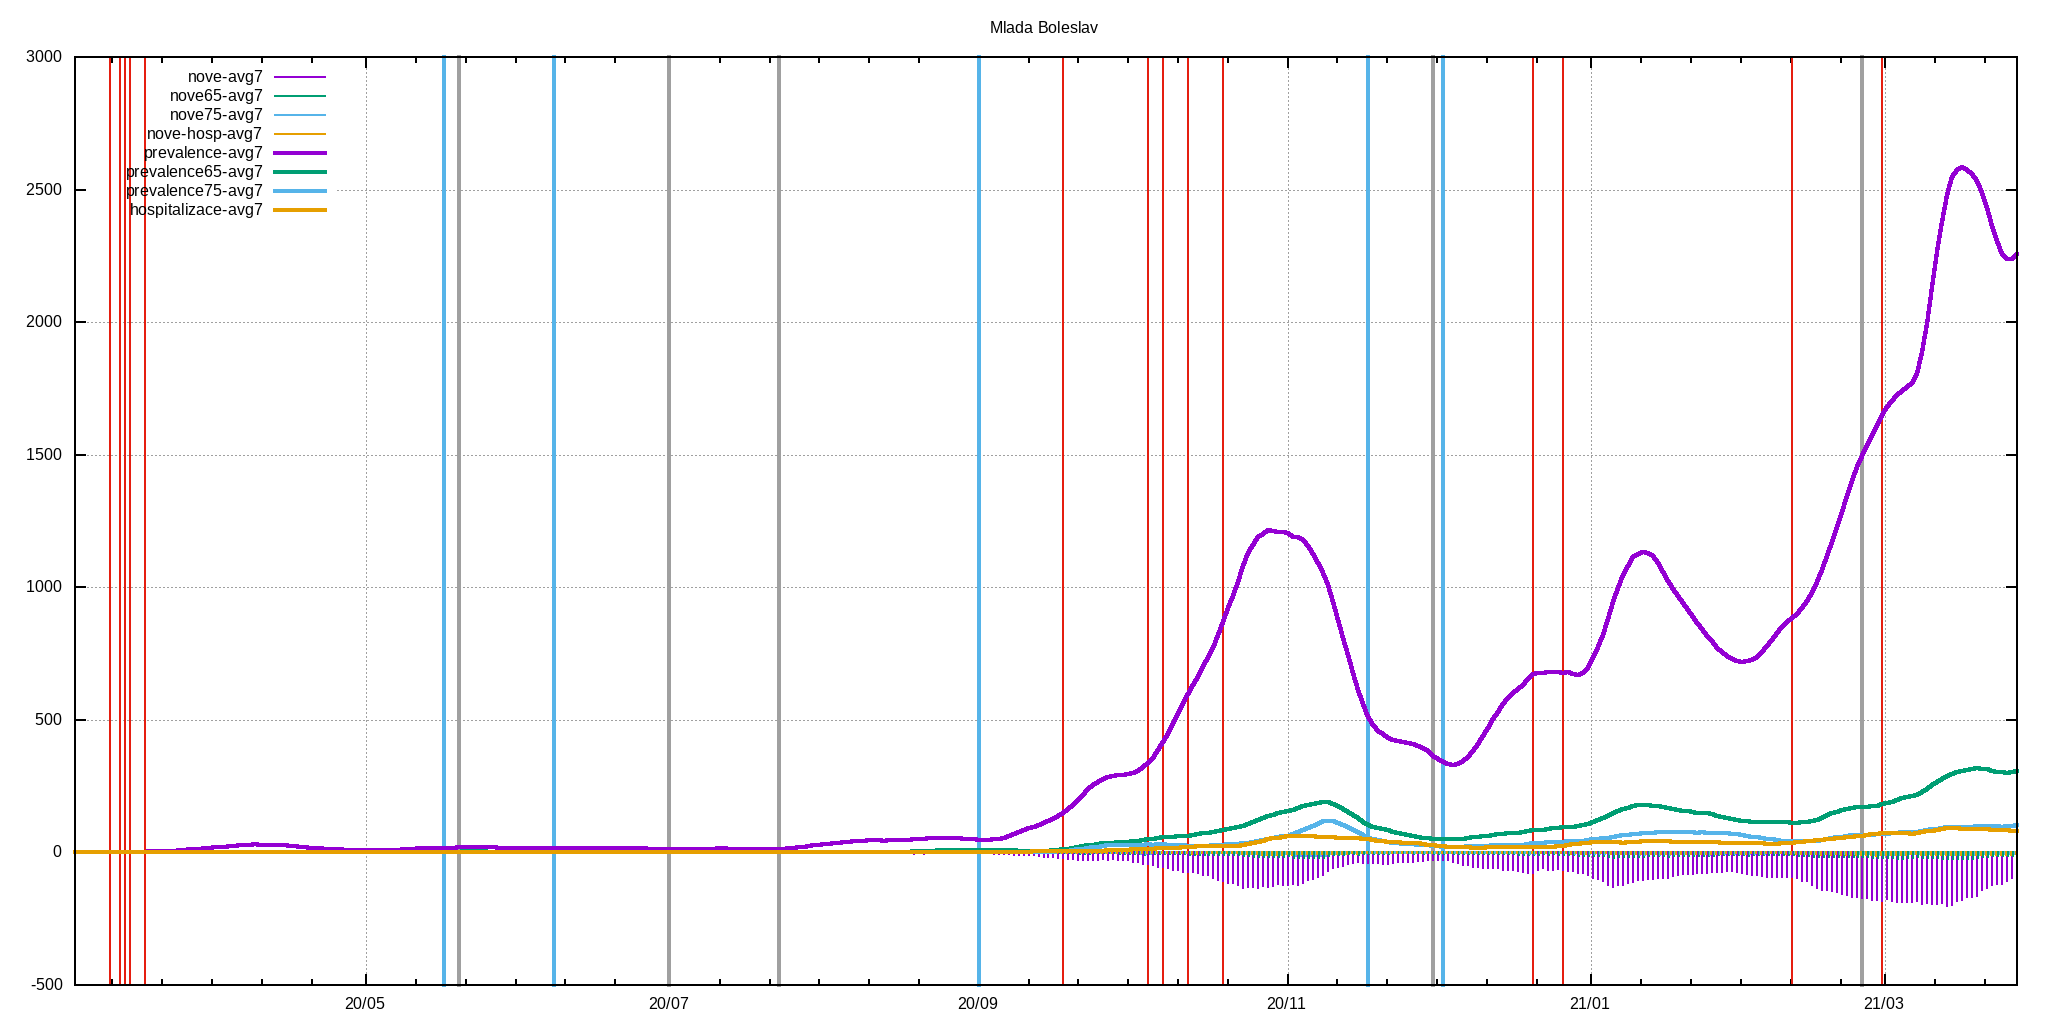 Mlada Boleslav
3000
2500
2000
1500
1000
500
0
-500
nove-avg7
nove65-avg7
nove75-avg7
nove-hosp-avg7
prevalence-avg7
prevalence65-avg7
prevalence75-avg7
hospitalizace-avg7
20/05
20/07
20/09
20/11
21/01
21/03